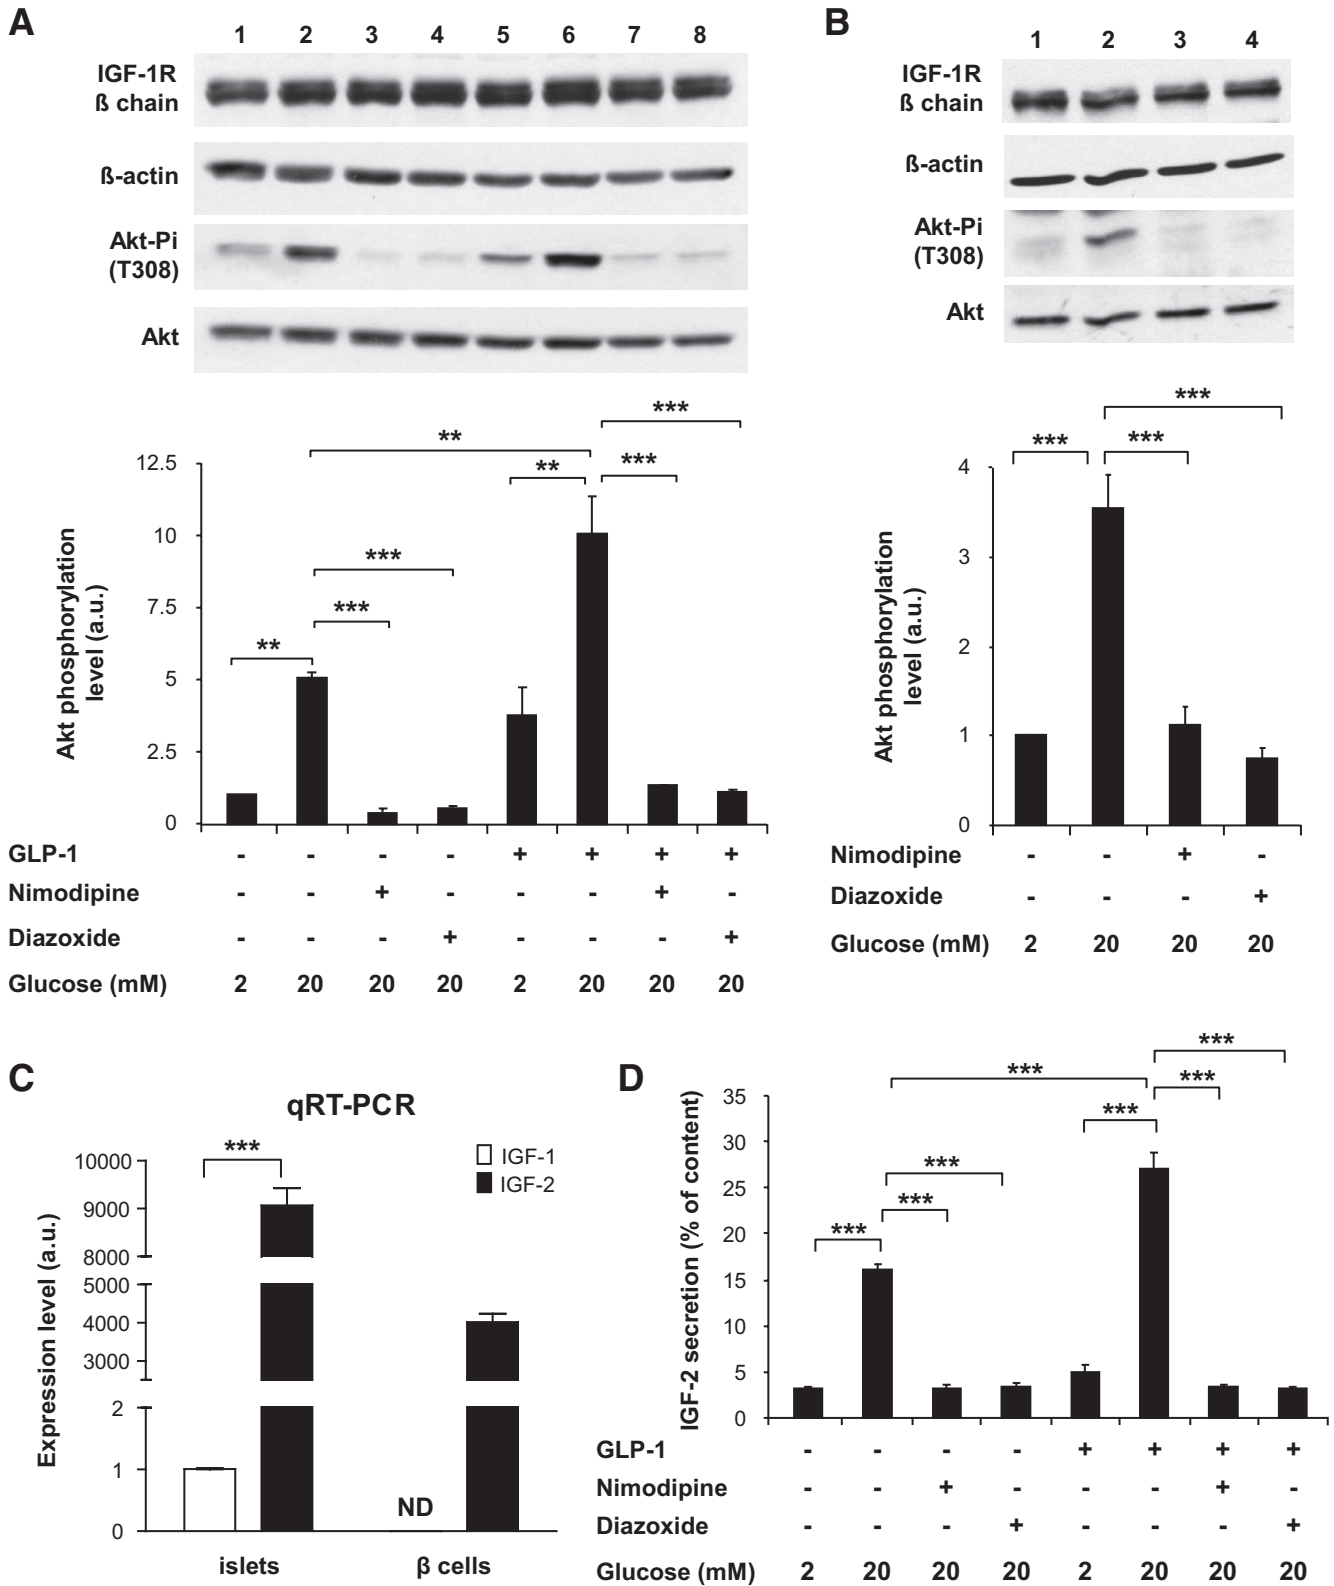 A
1 2 3 4 5 6 7 8
IGF-1R
ß chain
ß-actin
Akt-Pi
(T308)
Akt
Akt phosphorylation
level (a.u.)
12.5
10
7.5
5
2.5
0
**
***
***
**
**
***
***
GLP-1 - - - - + + + +
Nimodipine - - + - - - + -
Diazoxide - - - + - - - +
Glucose (mM) 2 20 20 20 2 20 20 20
B
1 2 3 4
IGF-1R
ß chain
ß-actin
Akt-Pi
(T308)
Akt
Akt phosphorylation
level (a.u.)
4
3
2
1
0
***
***
***
Nimodipine - - + -
Diazoxide - - - +
Glucose (mM) 2 20 20 20
C
qRT-PCR
IGF-1
IGF-2
Expression level (a.u.)
10000
9000
8000
5000
4000
3000
2
1
0
***
ND
islets β cells
D
IGF-2 secretion (% of content)
35
30
25
20
15
10
5
0
***
***
***
***
***
***
***
GLP-1 - - - - + + + +
Nimodipine - - + - - - + -
Diazoxide - - - + - - - +
Glucose (mM) 2 20 20 20 2 20 20 20